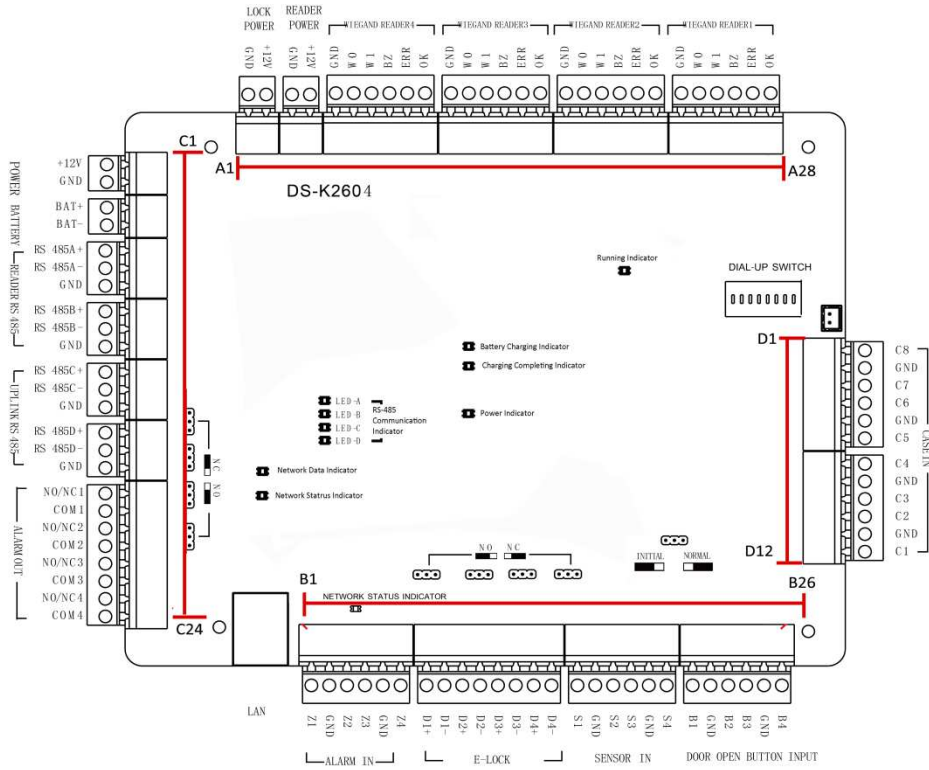 LOCK POWER
READER POWER
WIEGAND READER4
WIEGAND READER3
WIEGAND READER2
WIEGAND READER1
GND +12V
GND +12V
GND W0 W1 BZ ERR OK
GND W0 W1 BZ ERR OK
GND W0 W1 BZ ERR OK
GND W0 W1 BZ ERR OK
C1
A1
A28
DS-K2604
POWER
+12V
GND
BATTERY
BAT+
BAT-
READER RS 485
RS 485A+
RS 485A-
GND
RS 485B+
RS 485B-
GND
UPLINK RS 485
RS 485C+
RS 485C-
GND
RS 485D+
RS 485D-
GND
ALARM OUT
NO/NC1
COM1
NO/NC2
COM2
NO/NC3
COM3
NO/NC4
COM4
C24
NC
NO
Running Indicator
DIAL-UP SWITCH
Battery Charging Indicator
Charging Completing Indicator
LED-A
LED-B
LED-C
LED-D
RS-485
Communication
Indicator
Power Indicator
Network Data Indicator
Network Statrus Indicator
D1
C8
GND
C7
C6
GND
C5
C4
GND
C3
C2
GND
C1
CASE IN
D12
NO NC
INITIAL NORMAL
B1
B26
NETWORK STATUS INDICATOR
LAN
Z1 GND Z2 Z3 GND Z4
D1+ D1- D2+ D2- D3+ D3- D4+ D4-
S1 GND S2 S3 GND S4
B1 GND B2 B3 GND B4
ALARM IN
E-LOCK
SENSOR IN
DOOR OPEN BUTTON INPUT